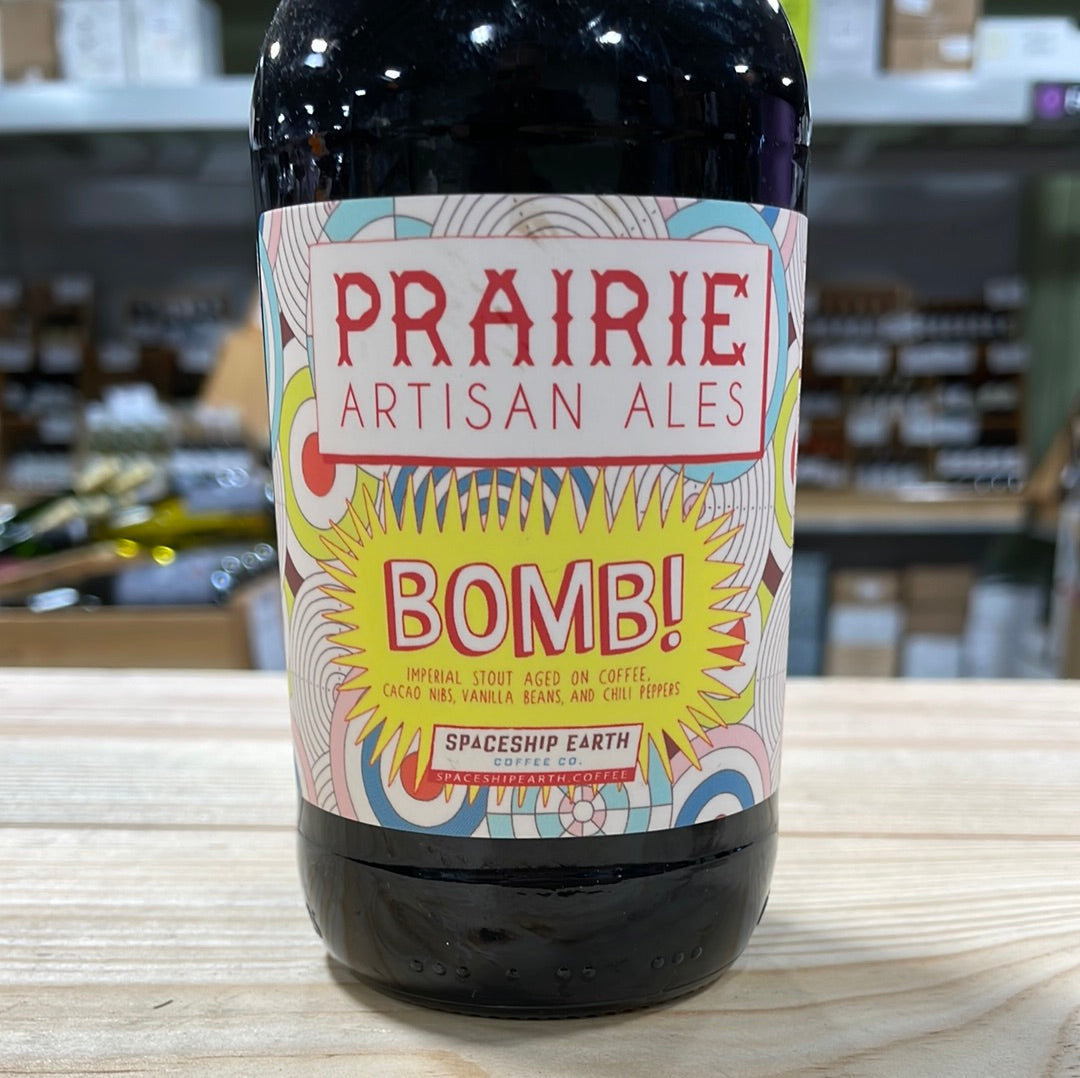 PRAIRIE
ARTISAN ALES
BOMB!
IMPERIAL STOUT AGED ON COFFEE,
CACAO NIBS, VANILLA BEANS, AND CHILI PEPPERS
SPACESHIP EARTH
COFFEE CO.
SPACESHIPEARTH.COFFEE